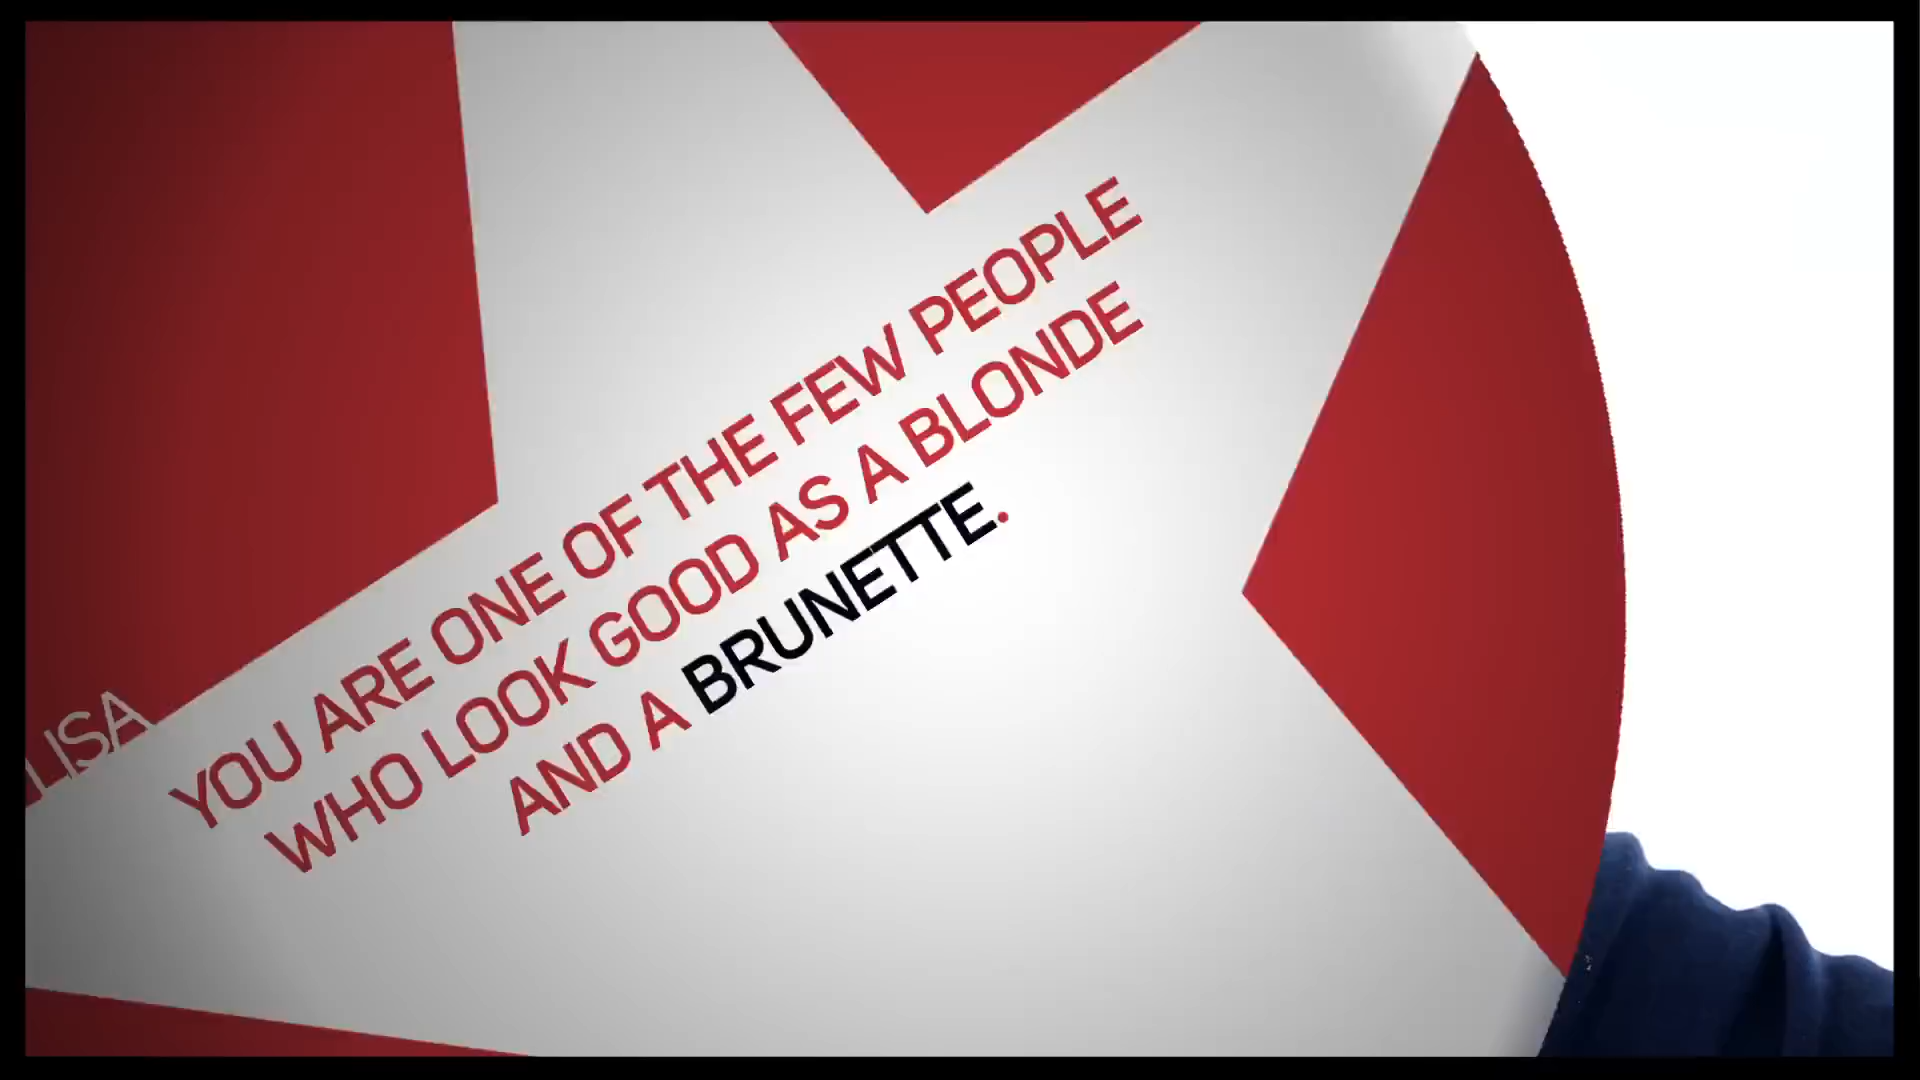 LISA
YOU ARE ONE OF THE FEW PEOPLE
WHO LOOK GOOD AS A BLONDE
AND A BRUNETTE.